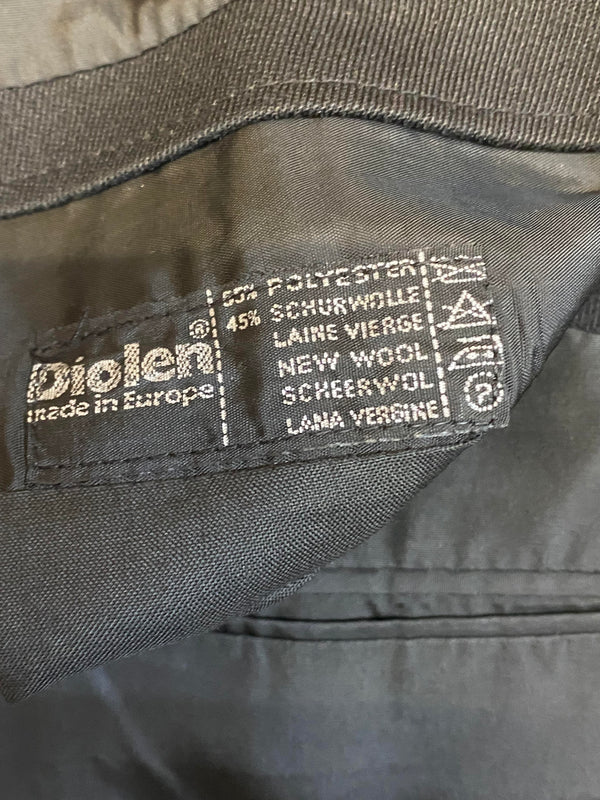 Diolen®
made in Europe
55% POLYESTER
45% SCHURWOLLE
LAINE VIERGE
NEW WOOL
SCHEERWOL
LANA VERGINE